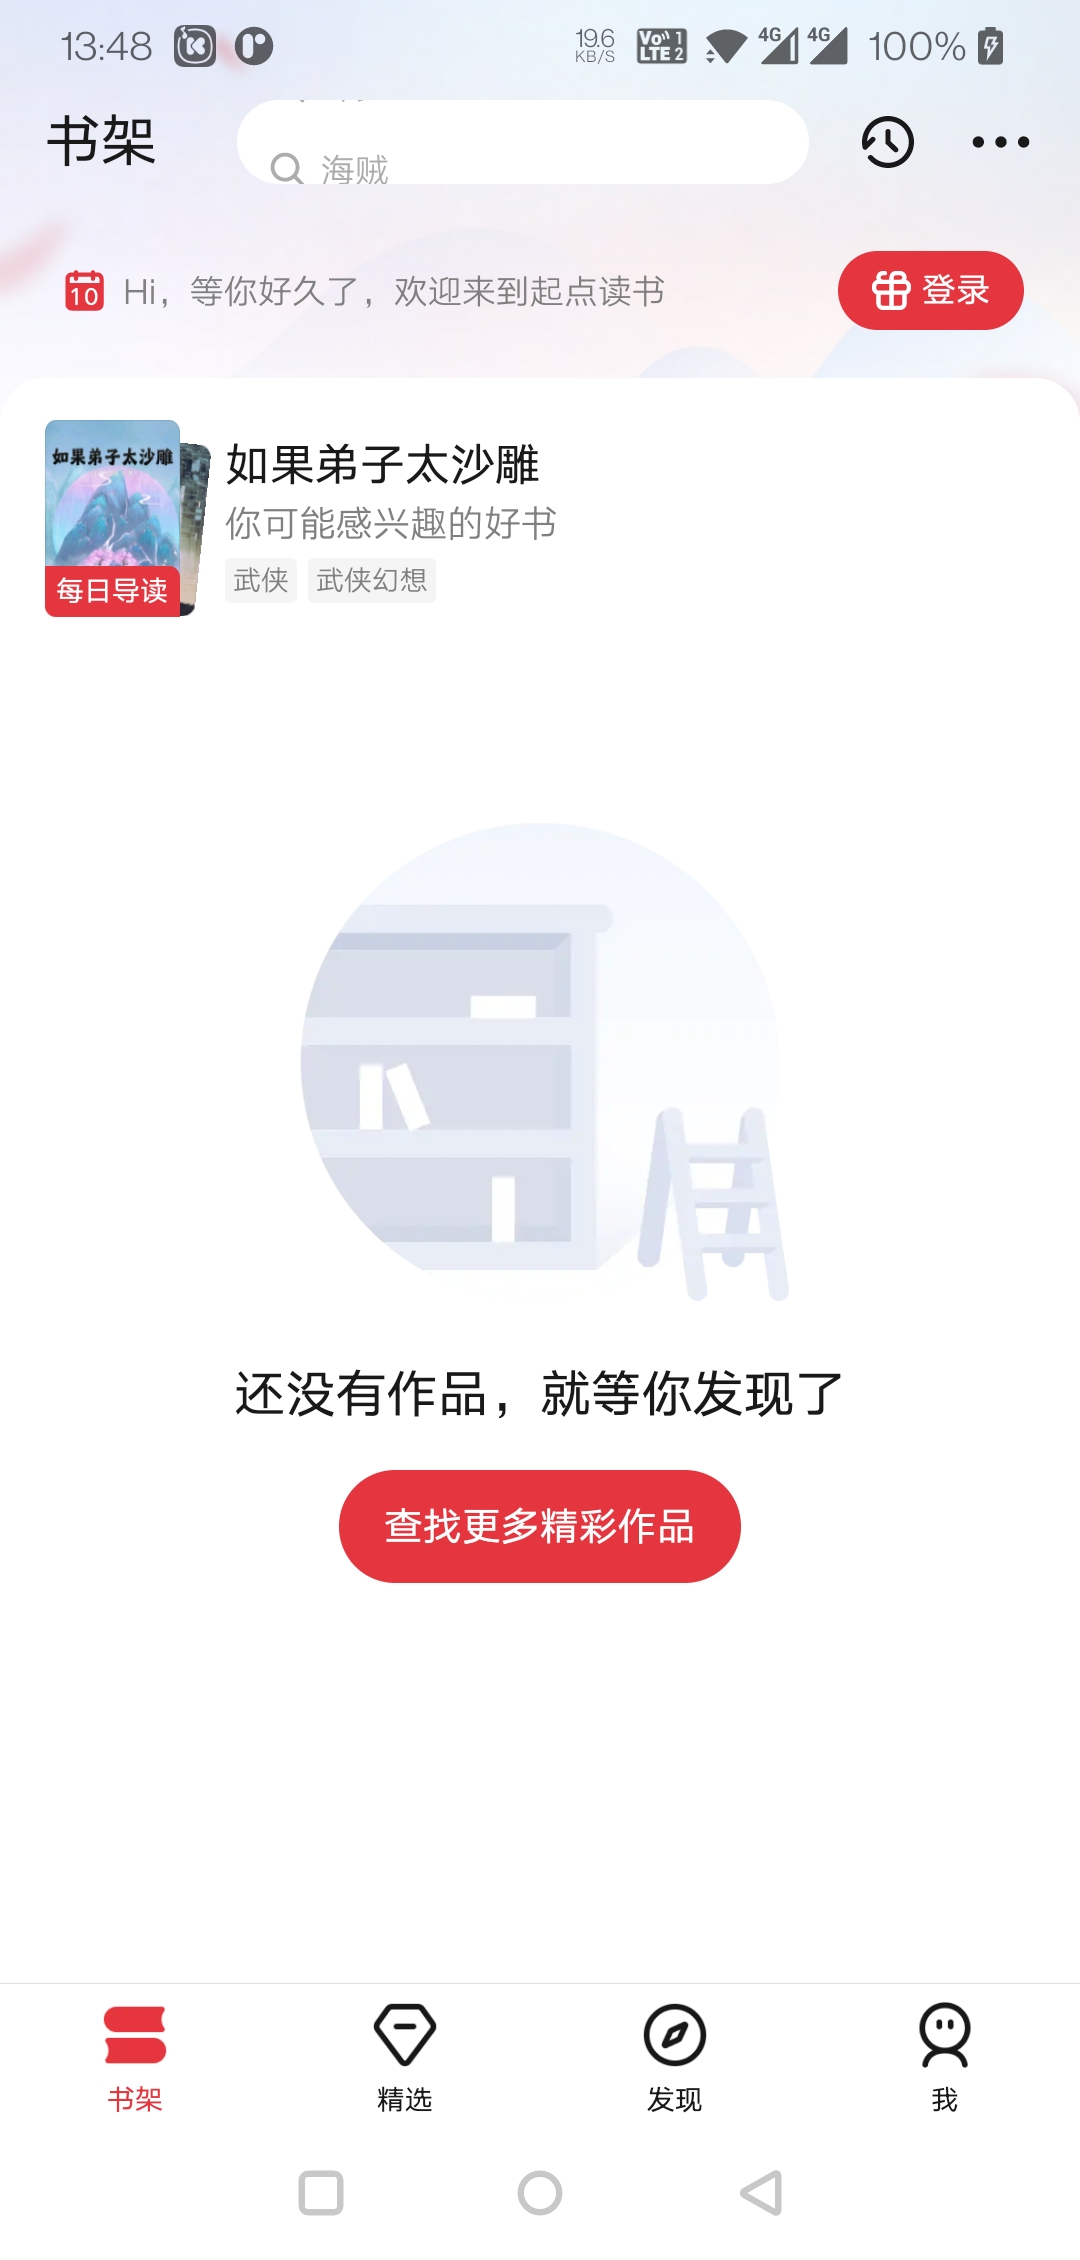 13:48
19.6 KB/S
Vo)) 1 LTE 2
4G
4G
100%
书架
海贼
10
Hi，等你好久了，欢迎来到起点读书
登录
如果弟子太沙雕
每日导读
如果弟子太沙雕
你可能感兴趣的好书
武侠
武侠幻想
还没有作品，就等你发现了
查找更多精彩作品
书架
精选
发现
我